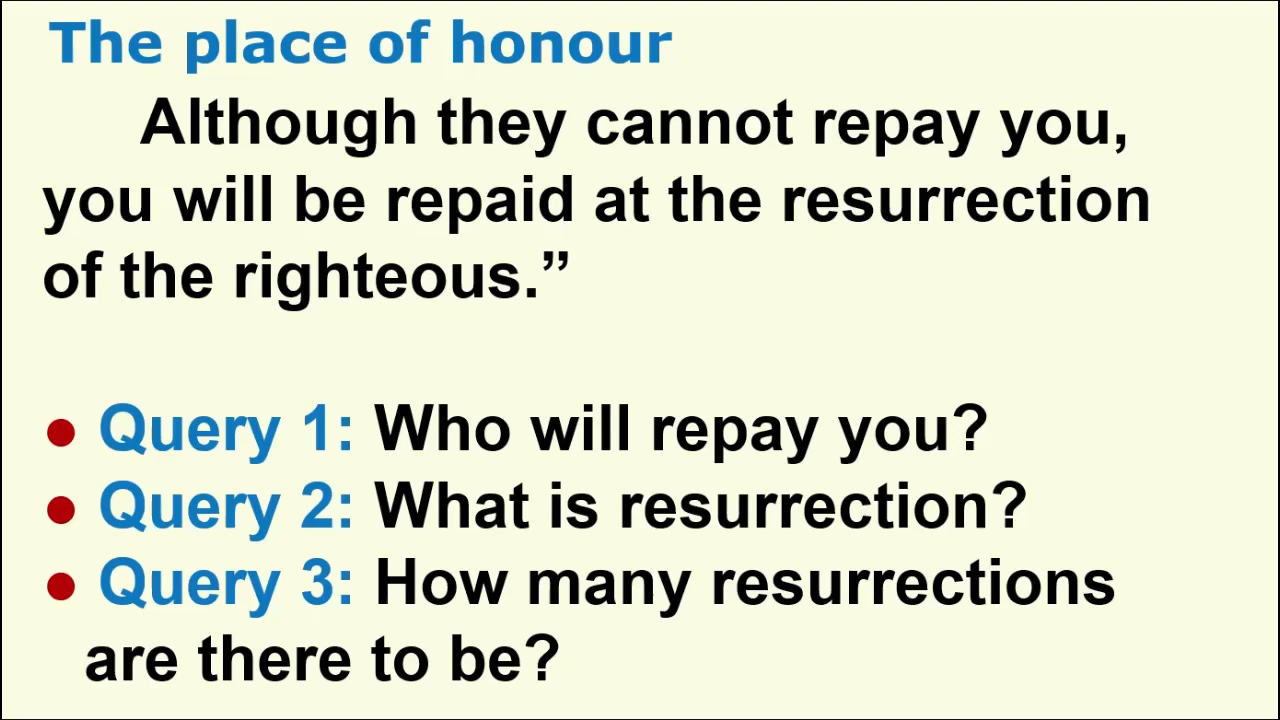 The place of honour
Although they cannot repay you,
you will be repaid at the resurrection
of the righteous.”
● Query 1: Who will repay you?
● Query 2: What is resurrection?
● Query 3: How many resurrections
are there to be?